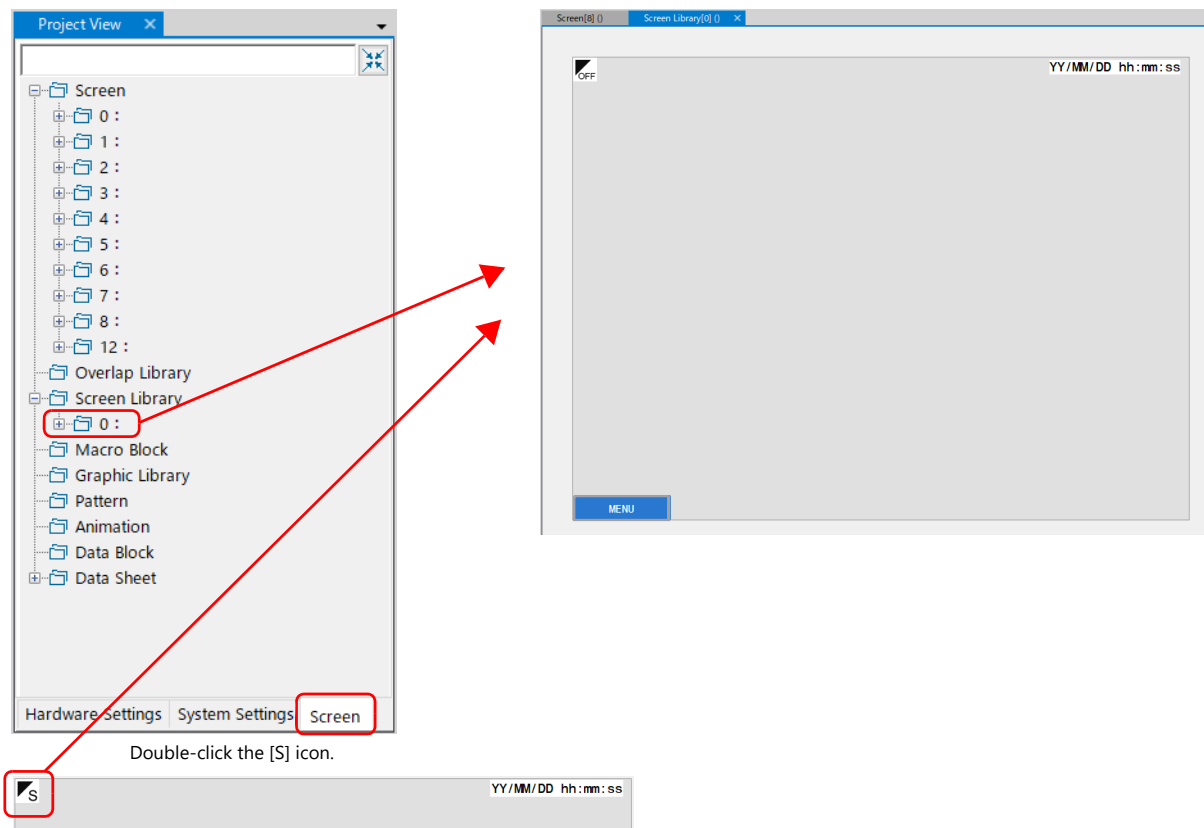 Project View
Screen
0 :
1 :
2 :
3 :
4 :
5 :
6 :
7 :
8 :
12 :
Overlap Library
Screen Library
0 :
Macro Block
Graphic Library
Pattern
Animation
Data Block
Data Sheet
Hardware Settings System Settings Screen
Screen[8] () Screen Library[0] ()
OFF YY/MM/DD hh:mm:ss
MENU
Double-click the [S] icon.
S YY/MM/DD hh:mm:ss